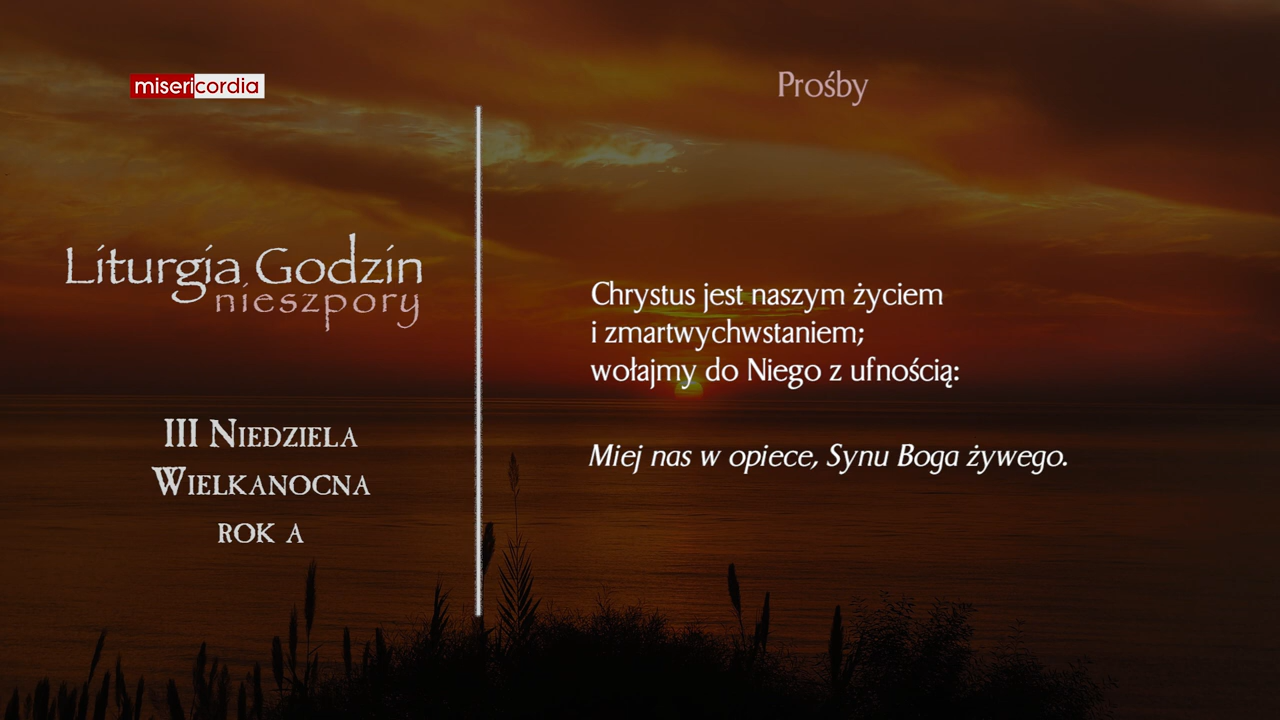 misericordia
Liturgia Godzin
nieszpory
III Niedziela
Wielkanocna
rok A
Prośby
Chrystus jest naszym życiem
i zmartwychwstaniem;
wołajmy do Niego z ufnością:
Miej nas w opiece, Synu Boga żywego.